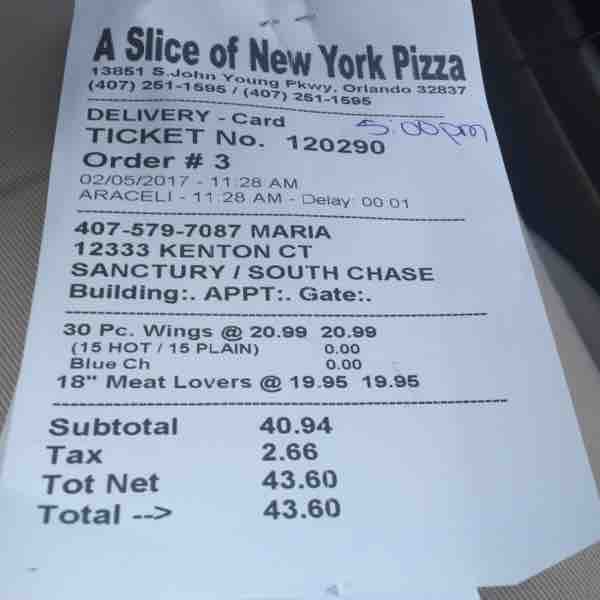 A Slice of New York Pizza
13851 S.John Young Pkwy, Orlando 32837
(407) 251-1595 / (407) 251-1595
DELIVERY - Card
5:00pm
TICKET No. 120290
Order # 3
02/05/2017 - 11:28 AM
ARACELI - 11:28 AM - Delay: 00:01
407-579-7087 MARIA
12333 KENTON CT
SANCTURY / SOUTH CHASE
Building:. APPT:. Gate:.
30 Pc. Wings @ 20.99 20.99
(15 HOT / 15 PLAIN) 0.00
Blue Ch 0.00
18" Meat Lovers @ 19.95 19.95
Subtotal 40.94
Tax 2.66
Tot Net 43.60
Total --> 43.60